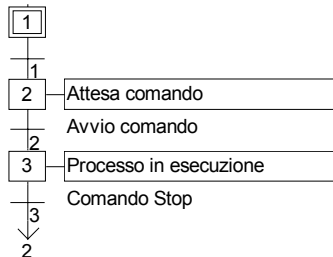 1
1
2 Attesa comando
2 Avvio comando
3 Processo in esecuzione
3 Comando Stop
2